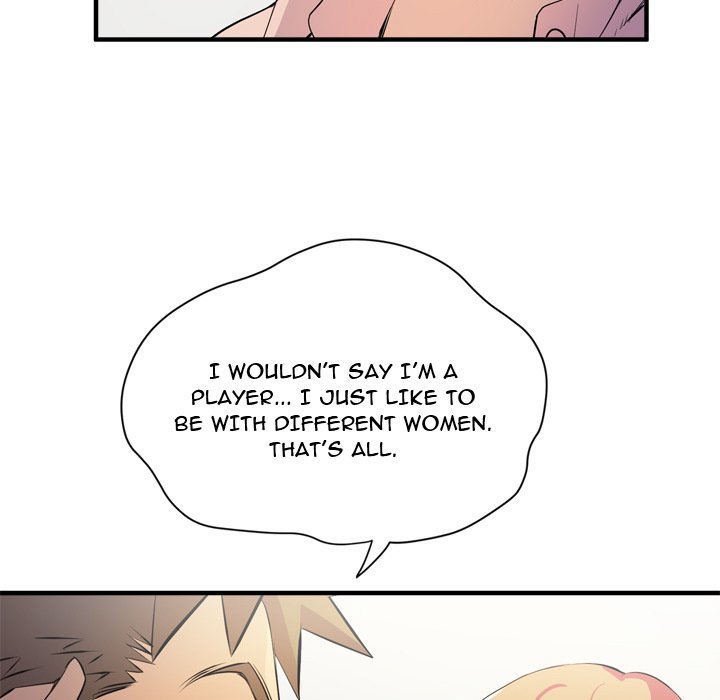 I WOULDN'T SAY I'M A
PLAYER... I JUST LIKE TO
BE WITH DIFFERENT WOMEN.
THAT'S ALL.